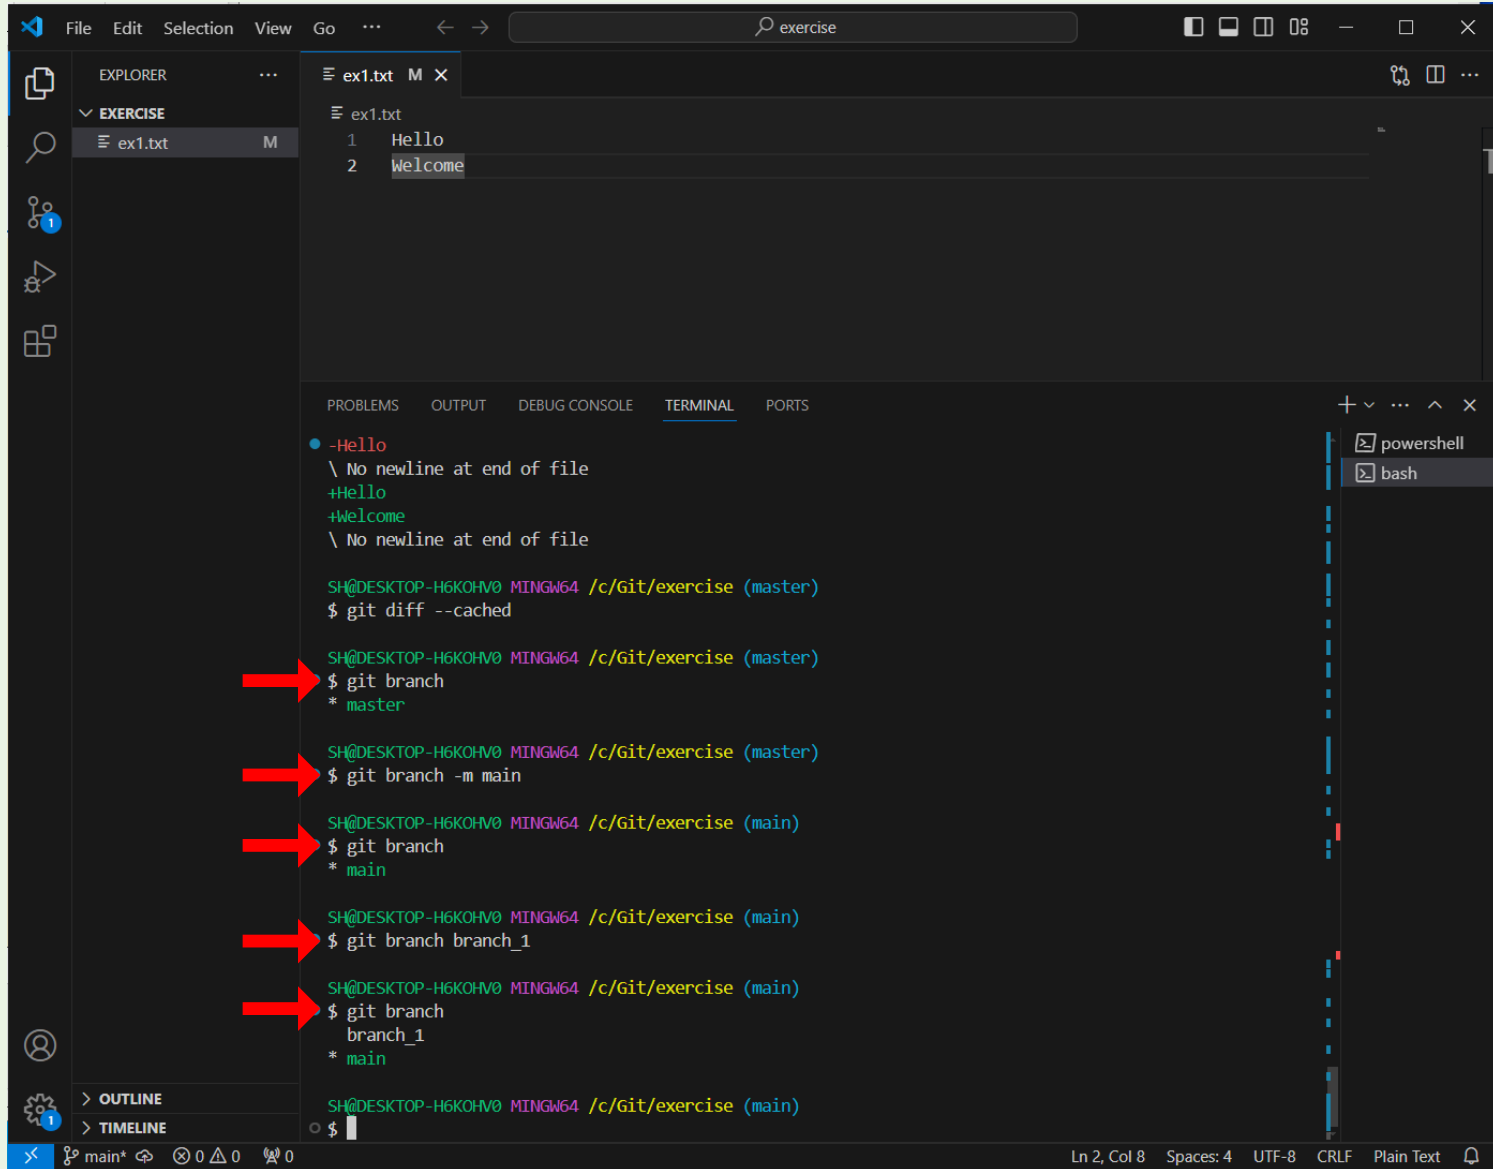 File Edit Selection View Go ··· exercise
EXPLORER ···
EXERCISE
ex1.txt M
ex1.txt M
ex1.txt
1 Hello
2 Welcome
PROBLEMS OUTPUT DEBUG CONSOLE TERMINAL PORTS
powershell
bash
-Hello
\ No newline at end of file
+Hello
+Welcome
\ No newline at end of file
SH@DESKTOP-H6KOHV0 MINGW64 /c/Git/exercise (master)
$ git diff --cached
SH@DESKTOP-H6KOHV0 MINGW64 /c/Git/exercise (master)
$ git branch
* master
SH@DESKTOP-H6KOHV0 MINGW64 /c/Git/exercise (master)
$ git branch -m main
SH@DESKTOP-H6KOHV0 MINGW64 /c/Git/exercise (main)
$ git branch
* main
SH@DESKTOP-H6KOHV0 MINGW64 /c/Git/exercise (main)
$ git branch branch_1
SH@DESKTOP-H6KOHV0 MINGW64 /c/Git/exercise (main)
$ git branch
branch_1
* main
SH@DESKTOP-H6KOHV0 MINGW64 /c/Git/exercise (main)
$
1
1
OUTLINE
TIMELINE
main* 0 0 0 Ln 2, Col 8 Spaces: 4 UTF-8 CRLF Plain Text